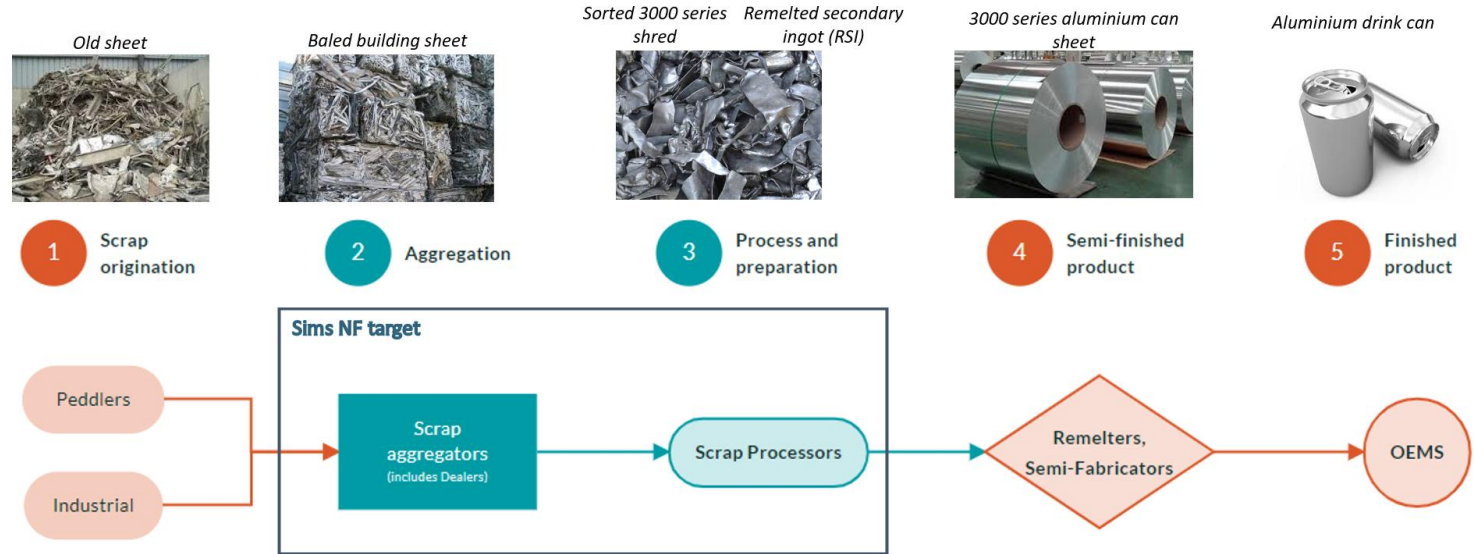 Old sheet
Baled building sheet
Sorted 3000 series
shred
Remelted secondary
ingot (RSI)
3000 series aluminium can
sheet
Aluminium drink can
1
Scrap
origination
2
Aggregation
3
Process and
preparation
4
Semi-finished
product
5
Finished
product
Sims NF target
Peddlers
Industrial
Scrap
aggregators
(includes Dealers)
Scrap Processors
Remelters,
Semi-Fabricators
OEMS